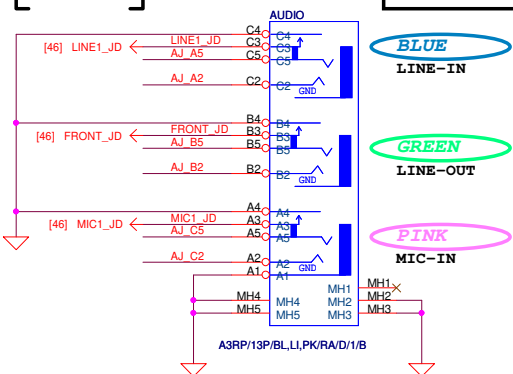 AUDIO
C4 C4
LINE1_JD C3 C3
[46] LINE1_JD
AJ_A5 C5 C5
AJ_A2 C2 C2
GND
BLUE
LINE-IN
B4 B4
FRONT_JD B3 B3
[46] FRONT_JD
AJ_B5 B5 B5
AJ_B2 B2 B2
GND
GREEN
LINE-OUT
A4 A4
MIC1_JD A3 A3
[46] MIC1_JD
AJ_C5 A5 A5
AJ_C2 A2 A2
GND
A1 A1
PINK
MIC-IN
MH1 MH1
MH4 MH4 MH2 MH2
MH5 MH5 MH3 MH3
A3RP/13P/BL,LI,PK/RA/D/1/B